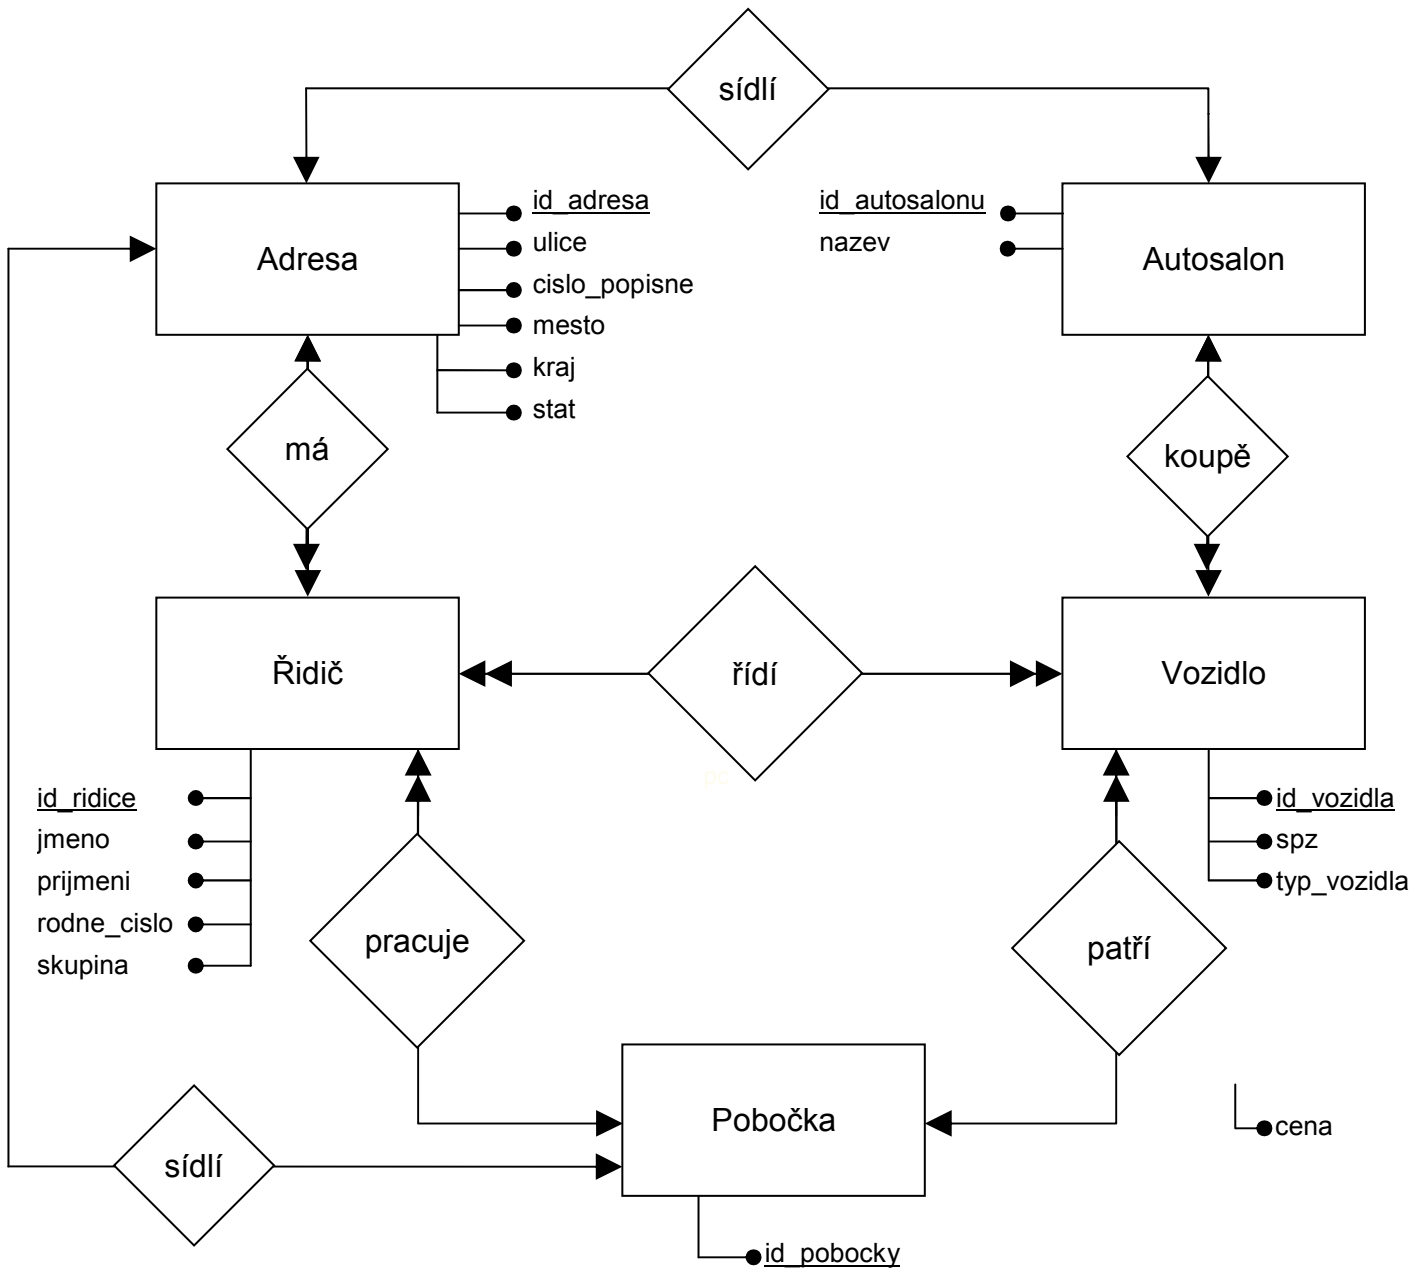 sídlí
id_adresa
ulice
cislo_popisne
mesto
kraj
stat
Adresa
id_autosalonu
nazev
Autosalon
má
koupě
Řidič
řídí
Vozidlo
id_ridice
jmeno
prijmeni
rodne_cislo
skupina
id_vozidla
spz
typ_vozidla
pracuje
patří
Pobočka
cena
sídlí
id_pobocky